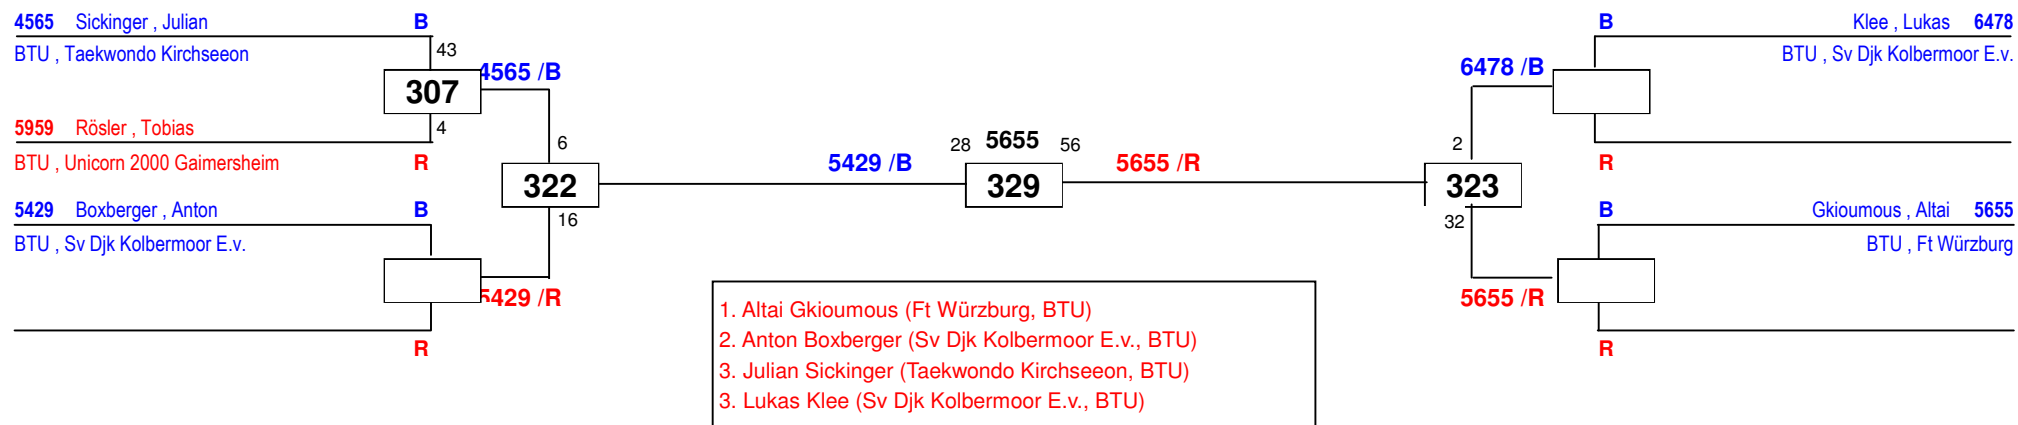 4565 Sickinger , Julian B
BTU , Taekwondo Kirchseeon
43
307
4565 /B
4
5959 Rösler , Tobias
BTU , Unicorn 2000 Gaimersheim R
6
322
16
5429 Boxberger , Anton B
BTU , Sv Djk Kolbermoor E.v.
5429 /R
R
5429 /B
28 5655 56
329
5655 /R
B Klee , Lukas 6478
BTU , Sv Djk Kolbermoor E.v.
6478 /B
R
2
323
32
B Gkioumous , Altai 5655
BTU , Ft Würzburg
5655 /R
R
1. Altai Gkioumous (Ft Würzburg, BTU)
2. Anton Boxberger (Sv Djk Kolbermoor E.v., BTU)
3. Julian Sickinger (Taekwondo Kirchseeon, BTU)
3. Lukas Klee (Sv Djk Kolbermoor E.v., BTU)